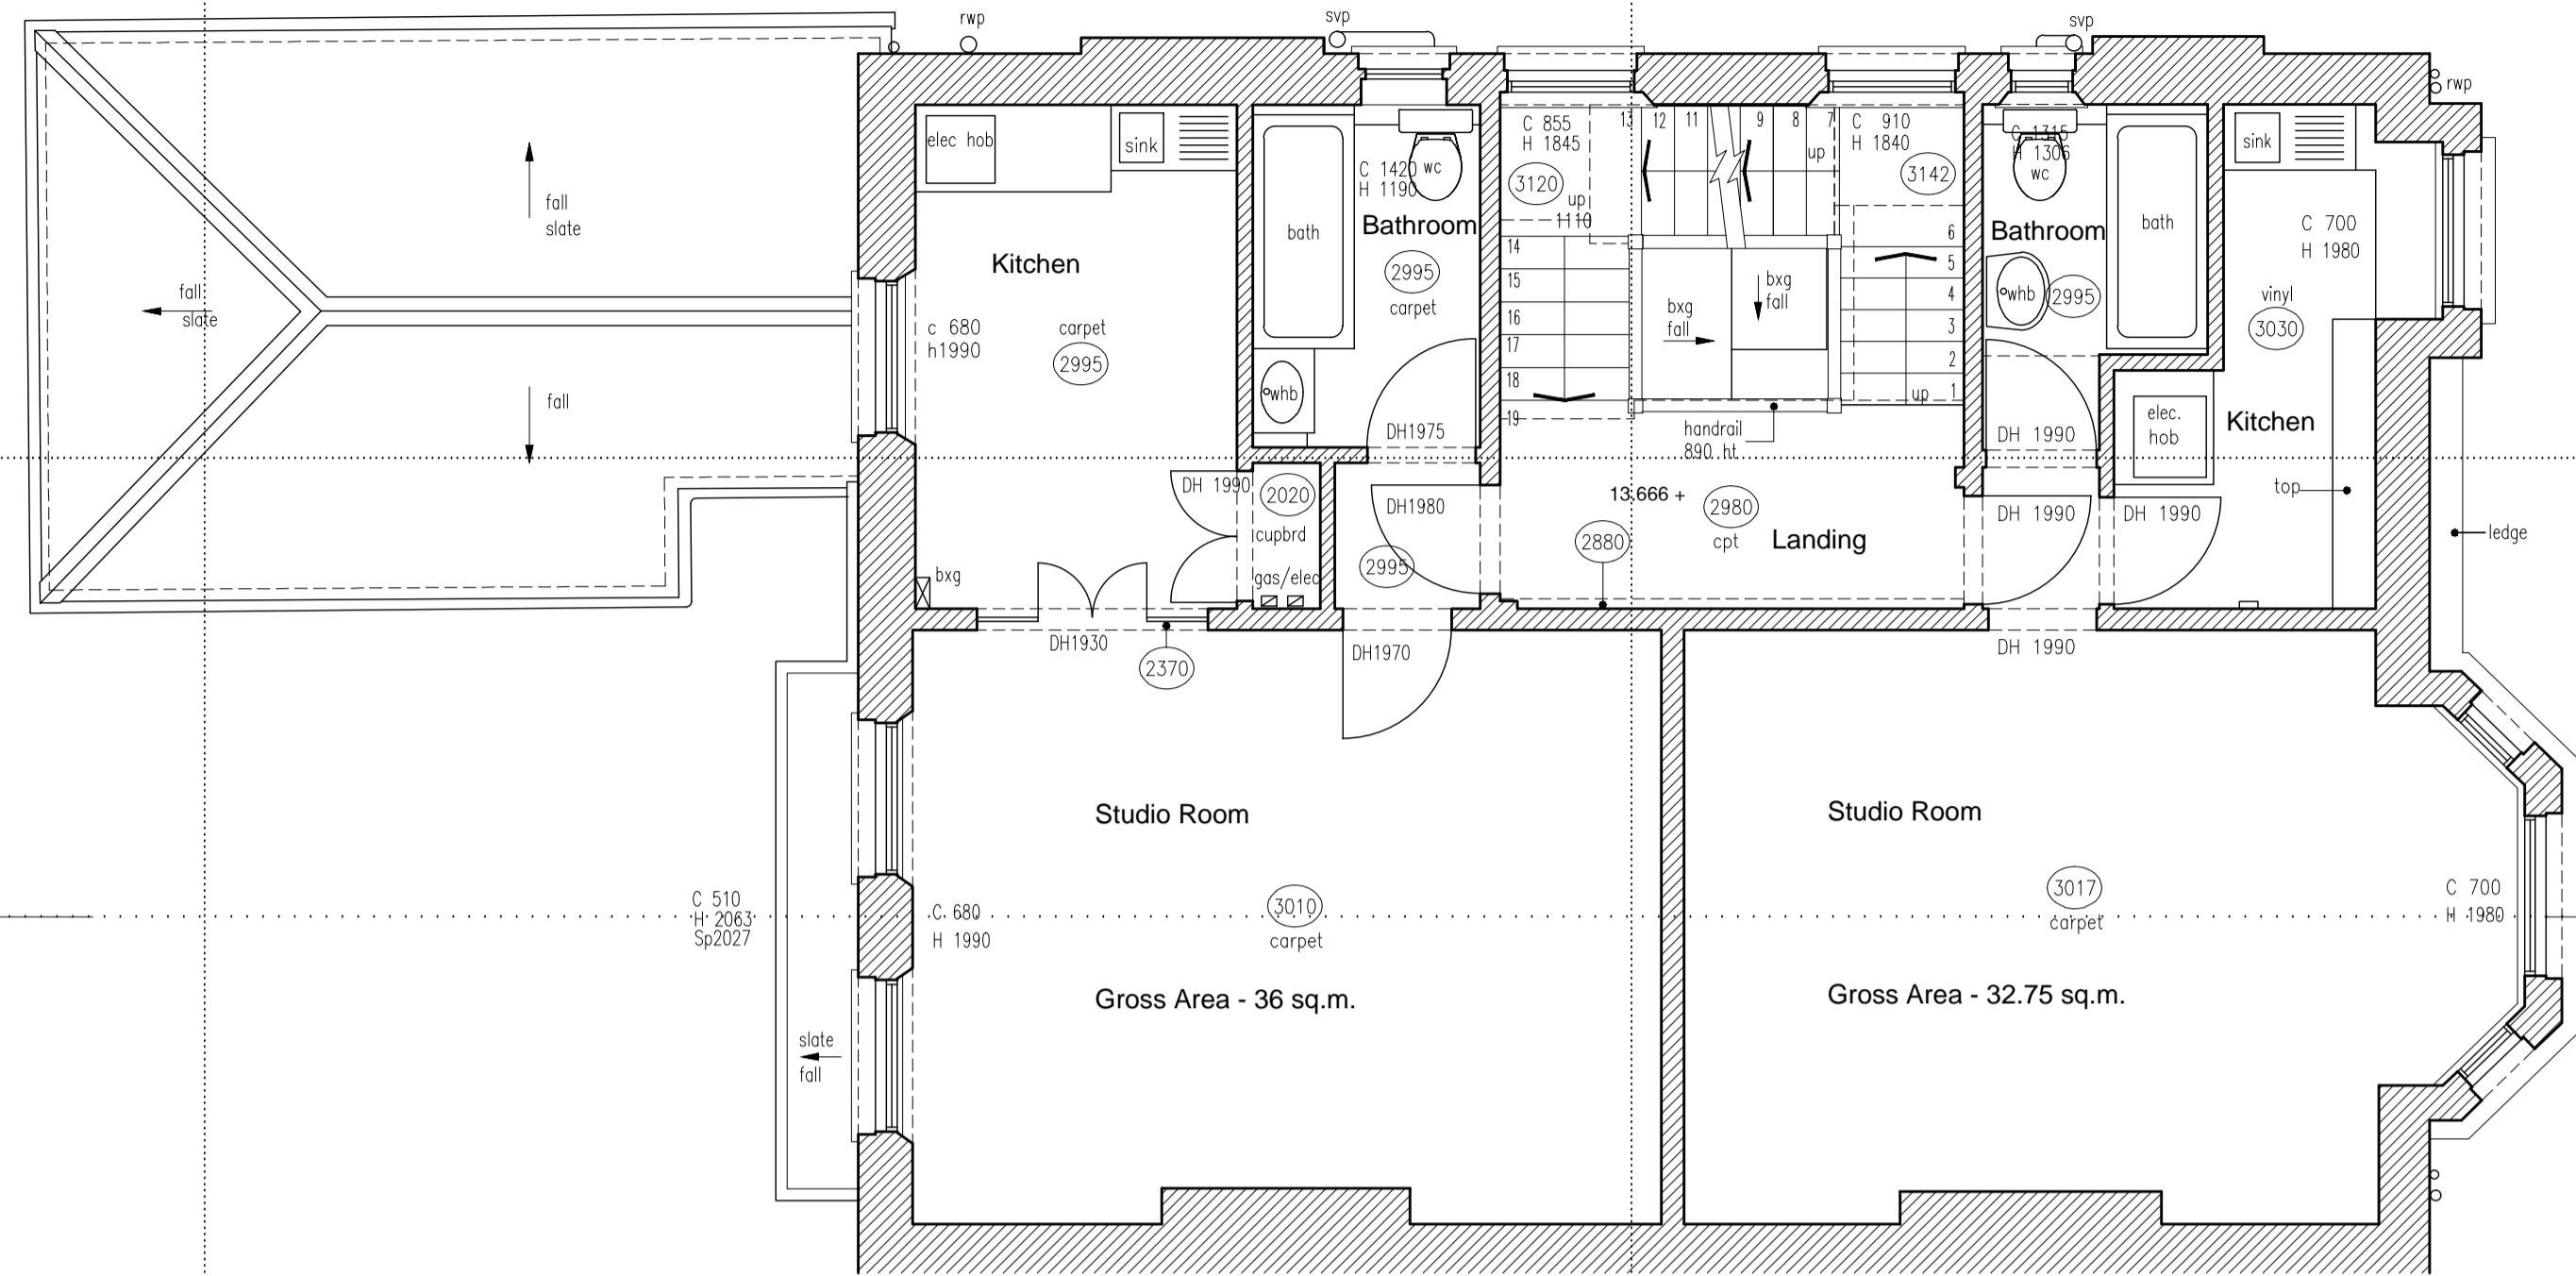 rwp
svp
svp
rwp
elec hob
sink
Kitchen
c 680
h1990
carpet
2995
bath
whb
C 1420
H 1190
wc
Bathroom
2995
carpet
DH1975
C 855
H 1845
3120
up
1110
13
12
11
9
8
7
up
14
15
16
17
18
19
bxg
fall
bxg
fall
handrail
890 ht
C 910
H 1840
3142
6
5
4
3
2
1
up
C 1315
H 1306
wc
Bathroom
whb
2995
bath
DH 1990
sink
C 700
H 1980
vinyl
3030
elec.
hob
Kitchen
top
ledge
fall
slate
fall
slate
fall
DH 1990
2020
cupbrd
gas/elec
bxg
DH1980
2995
13.666 +
2980
cpt
Landing
2880
DH 1990
DH 1990
DH1930
2370
DH1970
DH 1990
Studio Room
3010
carpet
Gross Area - 36 sq.m.
C 680
H 1990
C 510
H 2063
Sp2027
slate
fall
Studio Room
3017
carpet
Gross Area - 32.75 sq.m.
C 700
H 1980